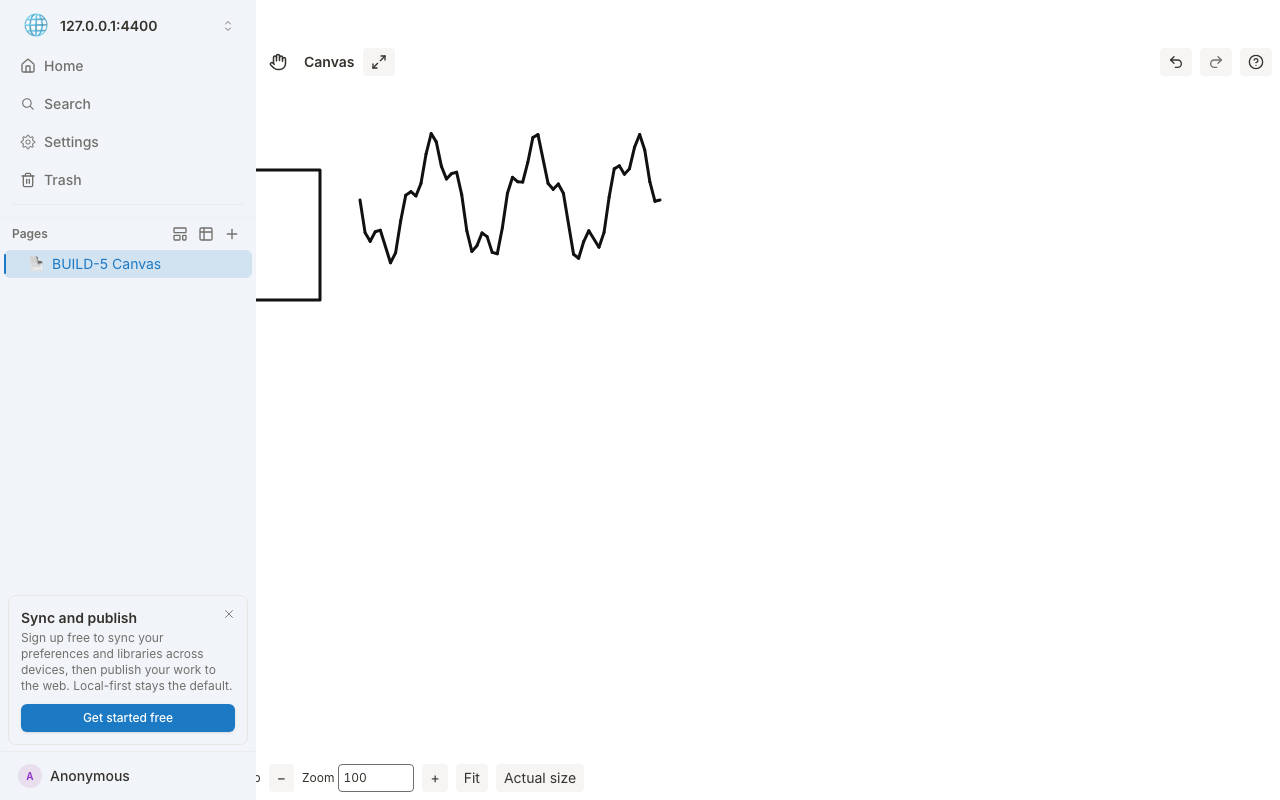 127.0.0.1:4400
Home
Search
Settings
Trash
Pages
BUILD-5 Canvas
Sync and publish
Sign up free to sync your
preferences and libraries across
devices, then publish your work to
the web. Local-first stays the default.
Get started free
A Anonymous
Canvas
− Zoom 100 + Fit Actual size